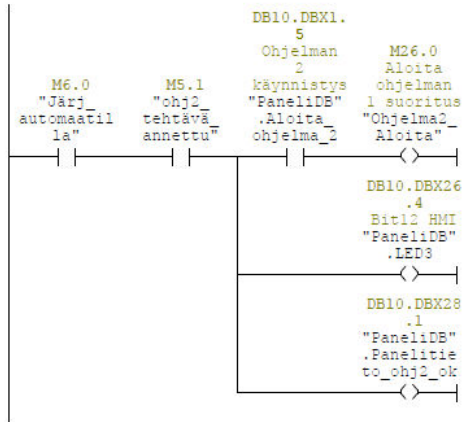 DB10.DBX1.
5
Ohjelman
2
käynnistys
"PaneliDB"
.Aloita_
ohjelma_2
M26.0
Aloita
ohjelman
1 suoritus
"Ohjelma2_
Aloita"
M6.0
"Järj_
automaatil
la"
M5.1
"ohj2_
tehtävä_
annettu"
DB10.DBX26
.4
Bit12 HMI
"PaneliDB"
.LED3
DB10.DBX28
.1
"PaneliDB"
.Panelitie
to_ohj2_ok